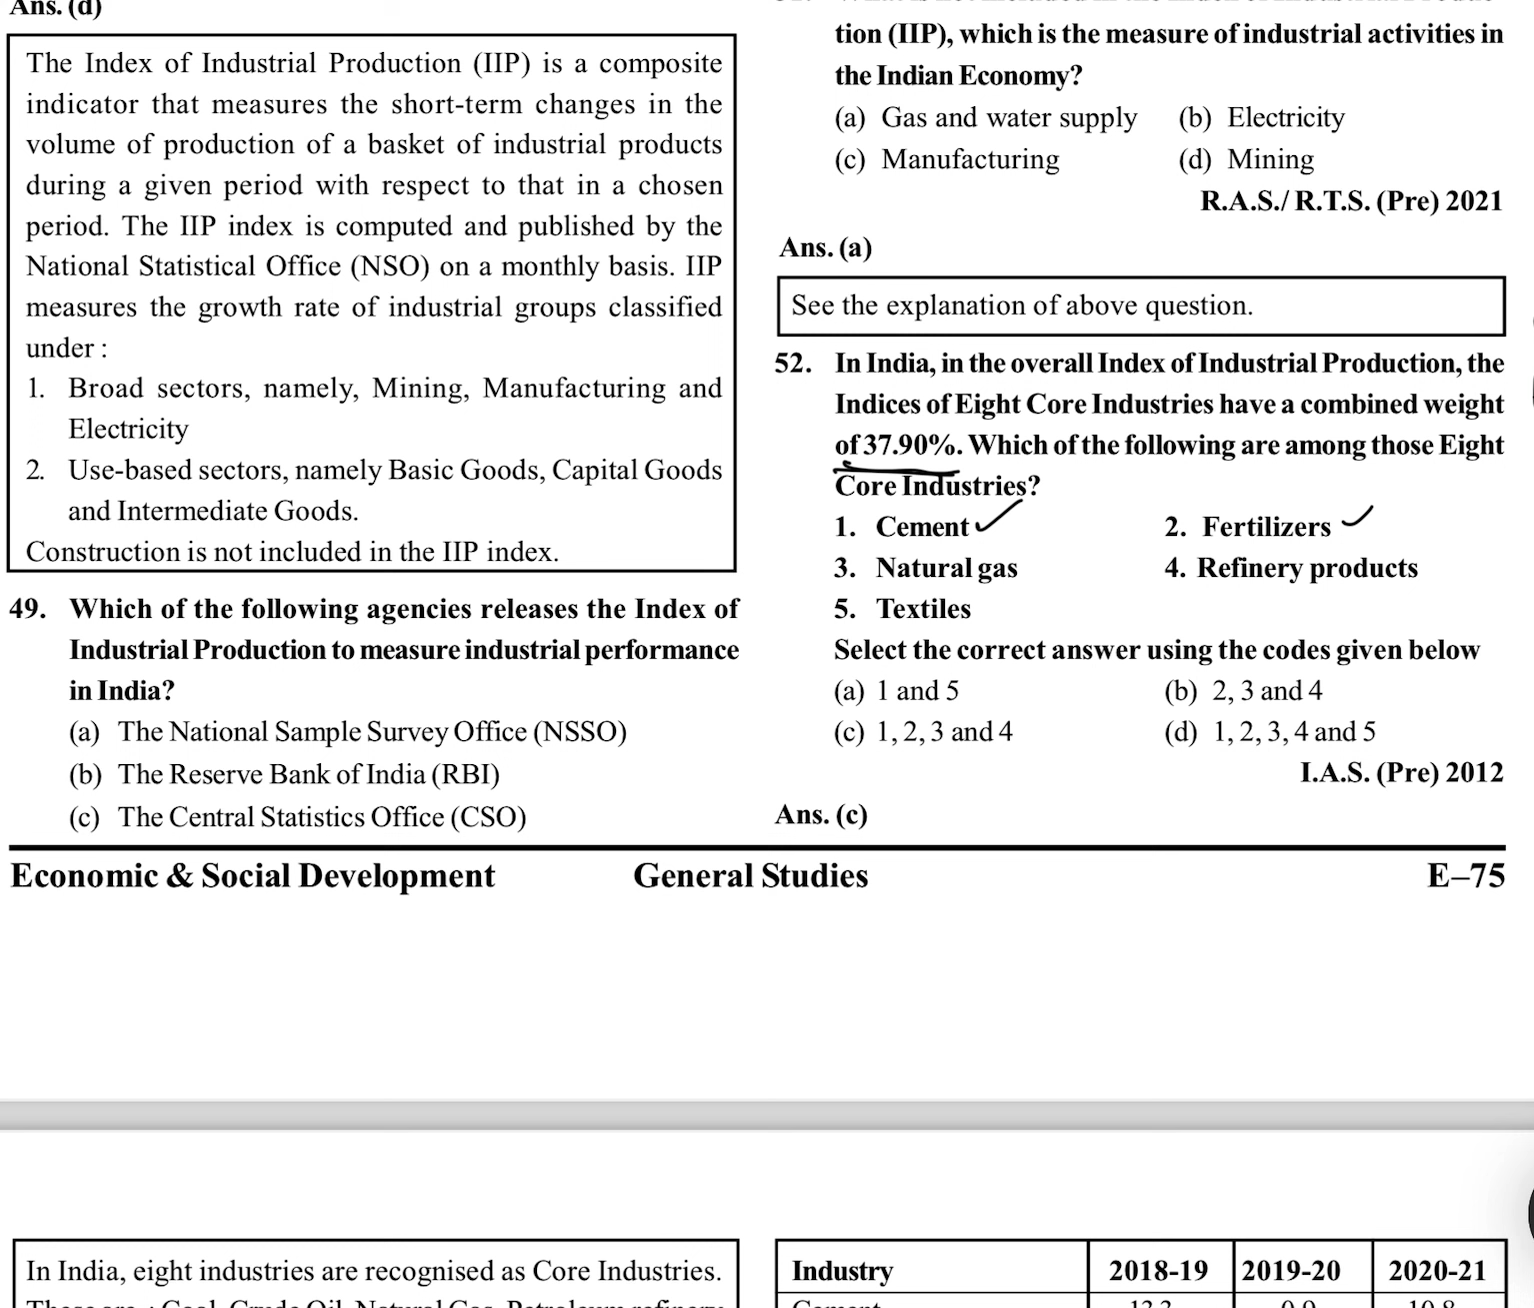 Ans. (d)
The Index of Industrial Production (IIP) is a composite
indicator that measures the short-term changes in the
volume of production of a basket of industrial products
during a given period with respect to that in a chosen
period. The IIP index is computed and published by the
National Statistical Office (NSO) on a monthly basis. IIP
measures the growth rate of industrial groups classified
under :
1. Broad sectors, namely, Mining, Manufacturing and
Electricity
2. Use-based sectors, namely Basic Goods, Capital Goods
and Intermediate Goods.
Construction is not included in the IIP index.
49. Which of the following agencies releases the Index of
Industrial Production to measure industrial performance
in India?
(a) The National Sample Survey Office (NSSO)
(b) The Reserve Bank of India (RBI)
(c) The Central Statistics Office (CSO)
tion (IIP), which is the measure of industrial activities in
the Indian Economy?
(a) Gas and water supply (b) Electricity
(c) Manufacturing (d) Mining
R.A.S./ R.T.S. (Pre) 2021
Ans. (a)
See the explanation of above question.
52. In India, in the overall Index of Industrial Production, the
Indices of Eight Core Industries have a combined weight
of 37.90%. Which of the following are among those Eight
Core Industries?
1. Cement 2. Fertilizers
3. Natural gas 4. Refinery products
5. Textiles
Select the correct answer using the codes given below
(a) 1 and 5 (b) 2, 3 and 4
(c) 1, 2, 3 and 4 (d) 1, 2, 3, 4 and 5
I.A.S. (Pre) 2012
Ans. (c)
Economic & Social Development General Studies E–75
In India, eight industries are recognised as Core Industries.
Industry 2018-19 2019-20 2020-21